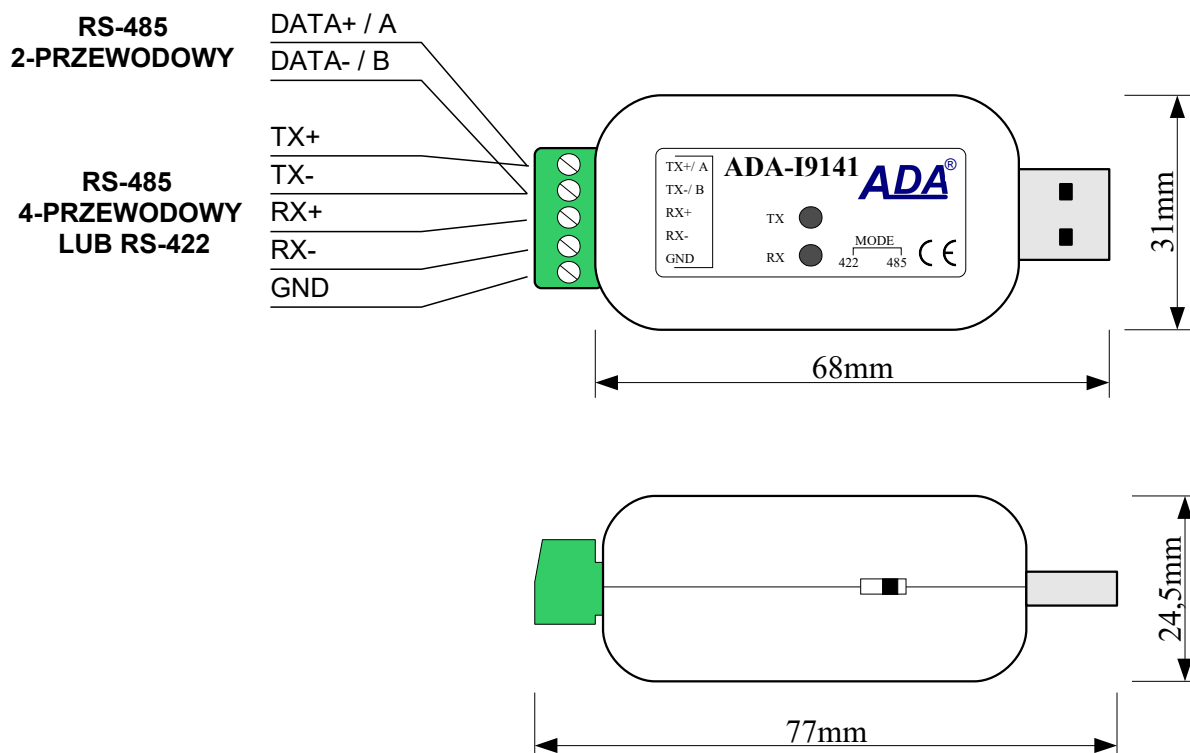 RS-485
2-PRZEWODOWY
DATA+ / A
DATA- / B
RS-485
4-PRZEWODOWY
LUB RS-422
TX+
TX-
RX+
RX-
GND
TX+/ A
TX-/ B
RX+
RX-
GND
ADA-I9141
ADA®
TX
RX
MODE
422 485
CE
31mm
68mm
24,5mm
77mm